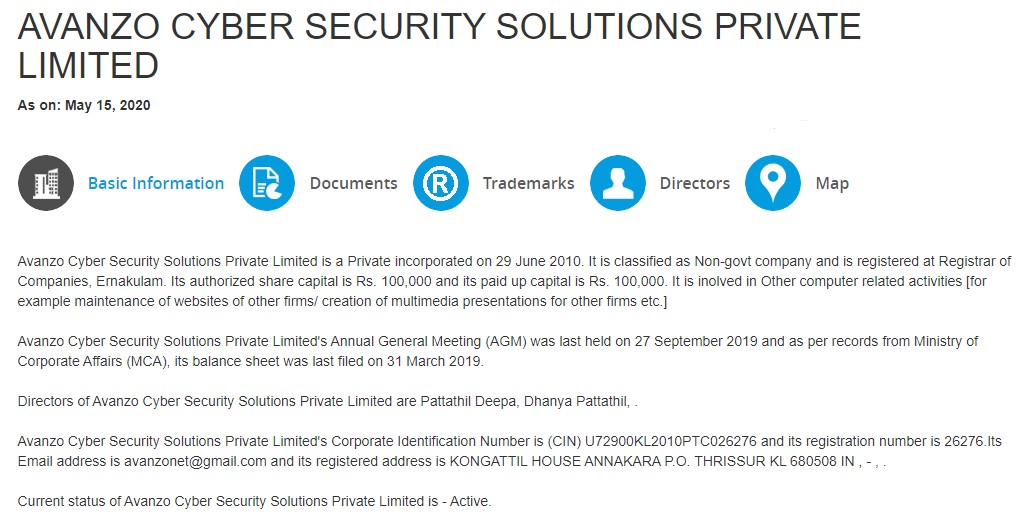 AVANZO CYBER SECURITY SOLUTIONS PRIVATE
LIMITED
As on: May 15, 2020
Basic Information Documents ® Trademarks Directors Map
Avanzo Cyber Security Solutions Private Limited is a Private incorporated on 29 June 2010. It is classified as Non-govt company and is registered at Registrar of
Companies, Ernakulam. Its authorized share capital is Rs. 100,000 and its paid up capital is Rs. 100,000. It is inolved in Other computer related activities [for
example maintenance of websites of other firms/ creation of multimedia presentations for other firms etc.]
Avanzo Cyber Security Solutions Private Limited's Annual General Meeting (AGM) was last held on 27 September 2019 and as per records from Ministry of
Corporate Affairs (MCA), its balance sheet was last filed on 31 March 2019.
Directors of Avanzo Cyber Security Solutions Private Limited are Pattathil Deepa, Dhanya Pattathil, .
Avanzo Cyber Security Solutions Private Limited's Corporate Identification Number is (CIN) U72900KL2010PTC026276 and its registration number is 26276.Its
Email address is avanzonet@gmail.com and its registered address is KONGATTIL HOUSE ANNAKARA P.O. THRISSUR KL 680508 IN , - , .
Current status of Avanzo Cyber Security Solutions Private Limited is - Active.